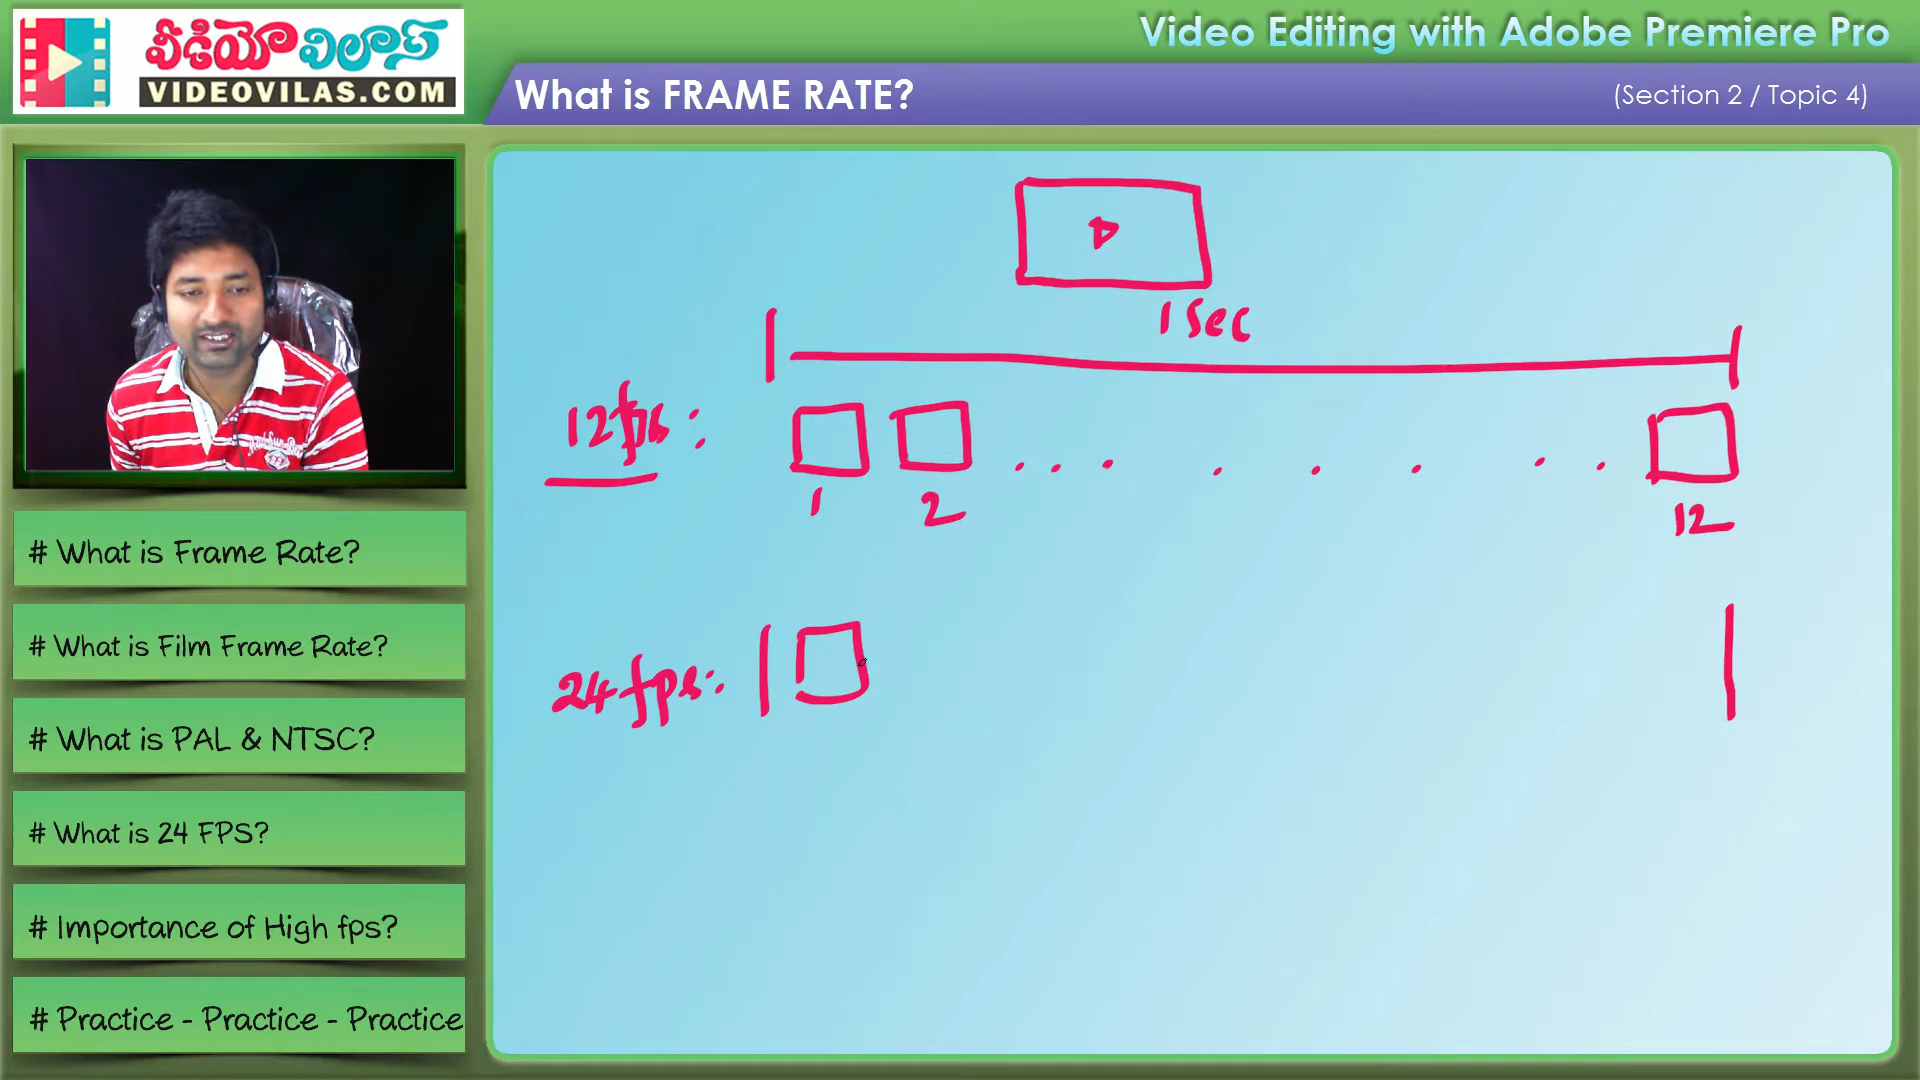 వీడియోవిలాస్
VIDEOVILAS.COM
Video Editing with Adobe Premiere Pro
What is FRAME RATE?
(Section 2 / Topic 4)
# What is Frame Rate?
# What is Film Frame Rate?
# What is PAL & NTSC?
# What is 24 FPS?
# Importance of High fps?
# Practice - Practice - Practice
1 Sec
12fps:
1 2 . . . . . . . . . 12
24fps: